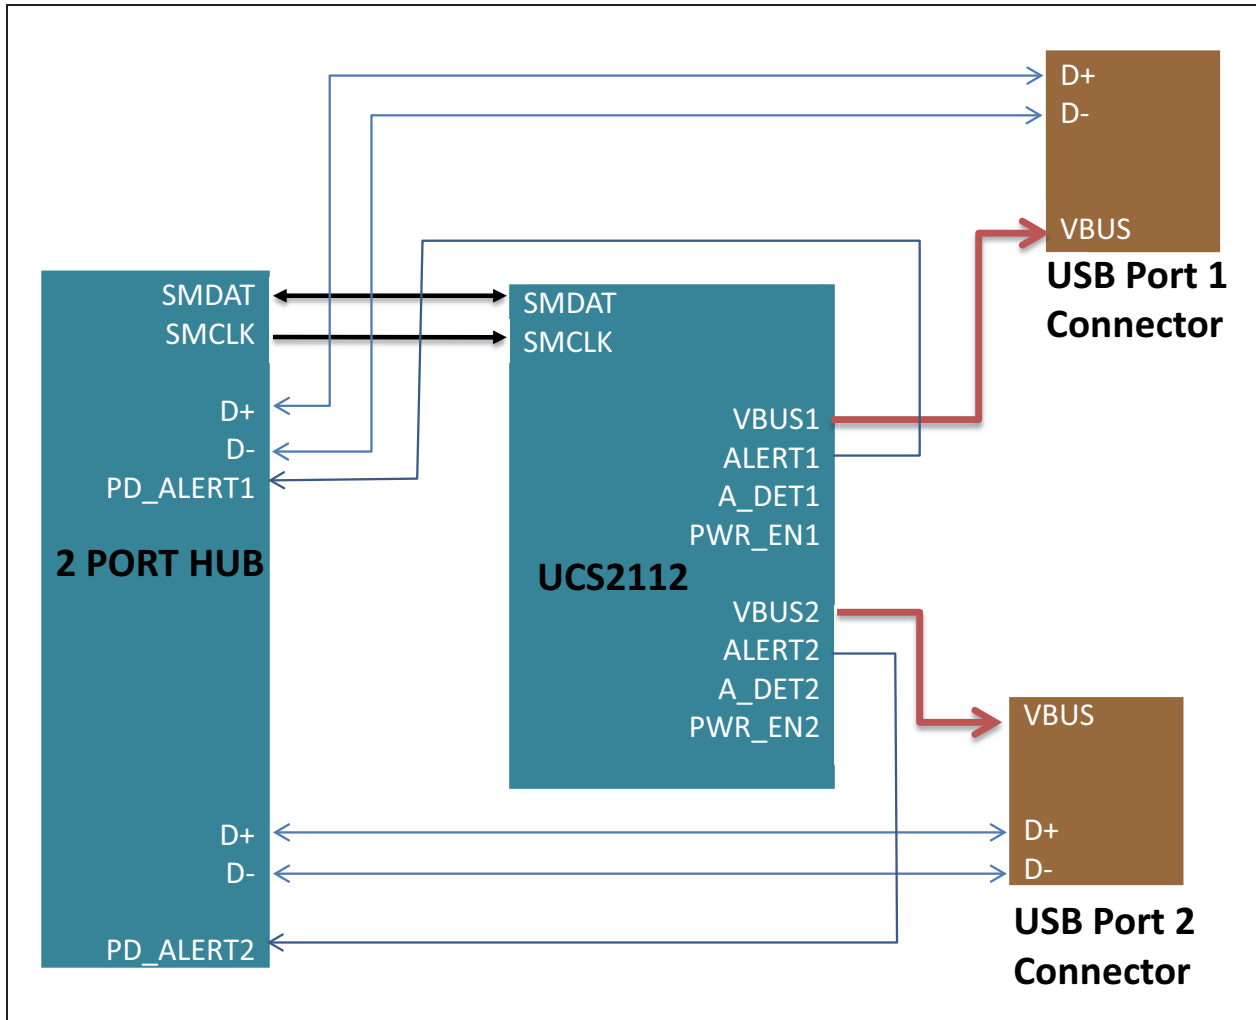 D+
D-
VBUS
USB Port 1
Connector
SMDAT
SMCLK
D+
D-
PD_ALERT1
2 PORT HUB
D+
D-
PD_ALERT2
SMDAT
SMCLK
VBUS1
ALERT1
A_DET1
PWR_EN1
UCS2112
VBUS2
ALERT2
A_DET2
PWR_EN2
VBUS
D+
D-
USB Port 2
Connector